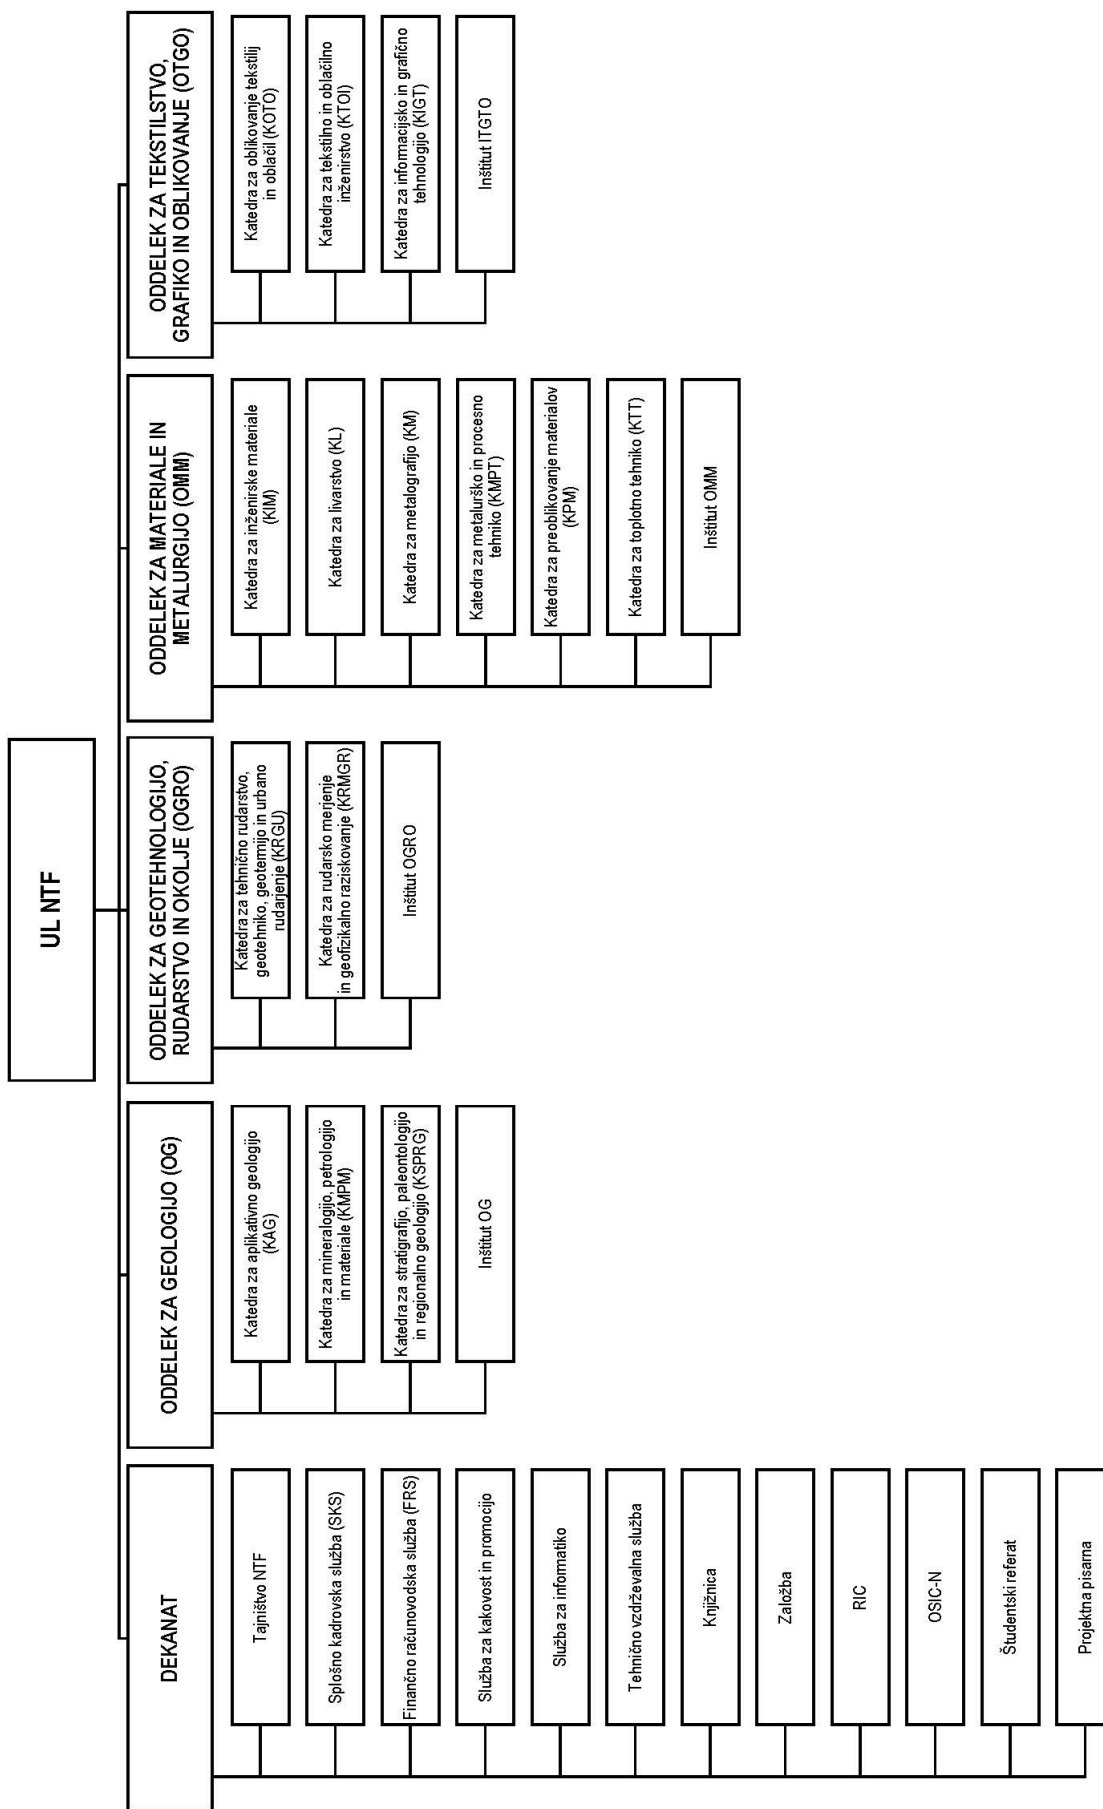 UL NTF
DEKANAT
Tajništvo NTF
Splošno kadrovska služba (SKS)
Finančno računovodska služba (FRS)
Služba za kakovost in promocijo
Služba za informatiko
Tehnično vzdrževalna služba
Knjižnica
Založba
RIC
OSIC-N
Študentski referat
Projektna pisarna
ODDELEK ZA GEOLOGIJO (OG)
Katedra za aplikativno geologijo
(KAG)
Katedra za mineralogijo, petrologijo
in materiale (KMPM)
Katedra za stratigrafijo, paleontologijo
in regionalno geologijo (KSPRG)
Inštitut OG
ODDELEK ZA GEOTEHNOLOGIJO,
RUDARSTVO IN OKOLJE (OGRO)
Katedra za tehnično rudarstvo,
geotehniko, geotermijo in urbano
rudarjenje (KRGU)
Katedra za rudarsko merjenje
in geofizikalno raziskovanje (KRMGR)
Inštitut OGRO
ODDELEK ZA MATERIALE IN
METALURGIJO (OMM)
Katedra za inženirske materiale
(KIM)
Katedra za livarstvo (KL)
Katedra za metalografijo (KM)
Katedra za metalurško in procesno
tehniko (KMPT)
Katedra za preoblikovanje materialov
(KPM)
Katedra za toplotno tehniko (KTT)
Inštitut OMM
ODDELEK ZA TEKSTILSTVO,
GRAFIKO IN OBLIKOVANJE (OTGO)
Katedra za oblikovanje tekstilij
in oblačil (KOTO)
Katedra za tekstilno in oblačilno
inženirstvo (KTOI)
Katedra za informacijsko in grafično
tehnologijo (KIGT)
Inštitut ITGTO